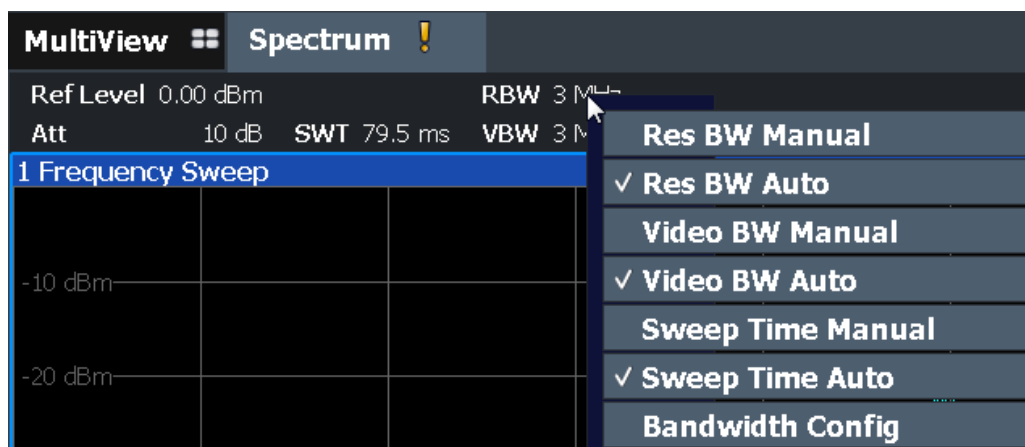 MultiView Spectrum
Ref Level 0.00 dBm RBW 3 MHz
Att 10 dB SWT 79.5 ms VBW 3
1 Frequency Sweep
-10 dBm
-20 dBm
Res BW Manual
✓ Res BW Auto
Video BW Manual
✓ Video BW Auto
Sweep Time Manual
✓ Sweep Time Auto
Bandwidth Config